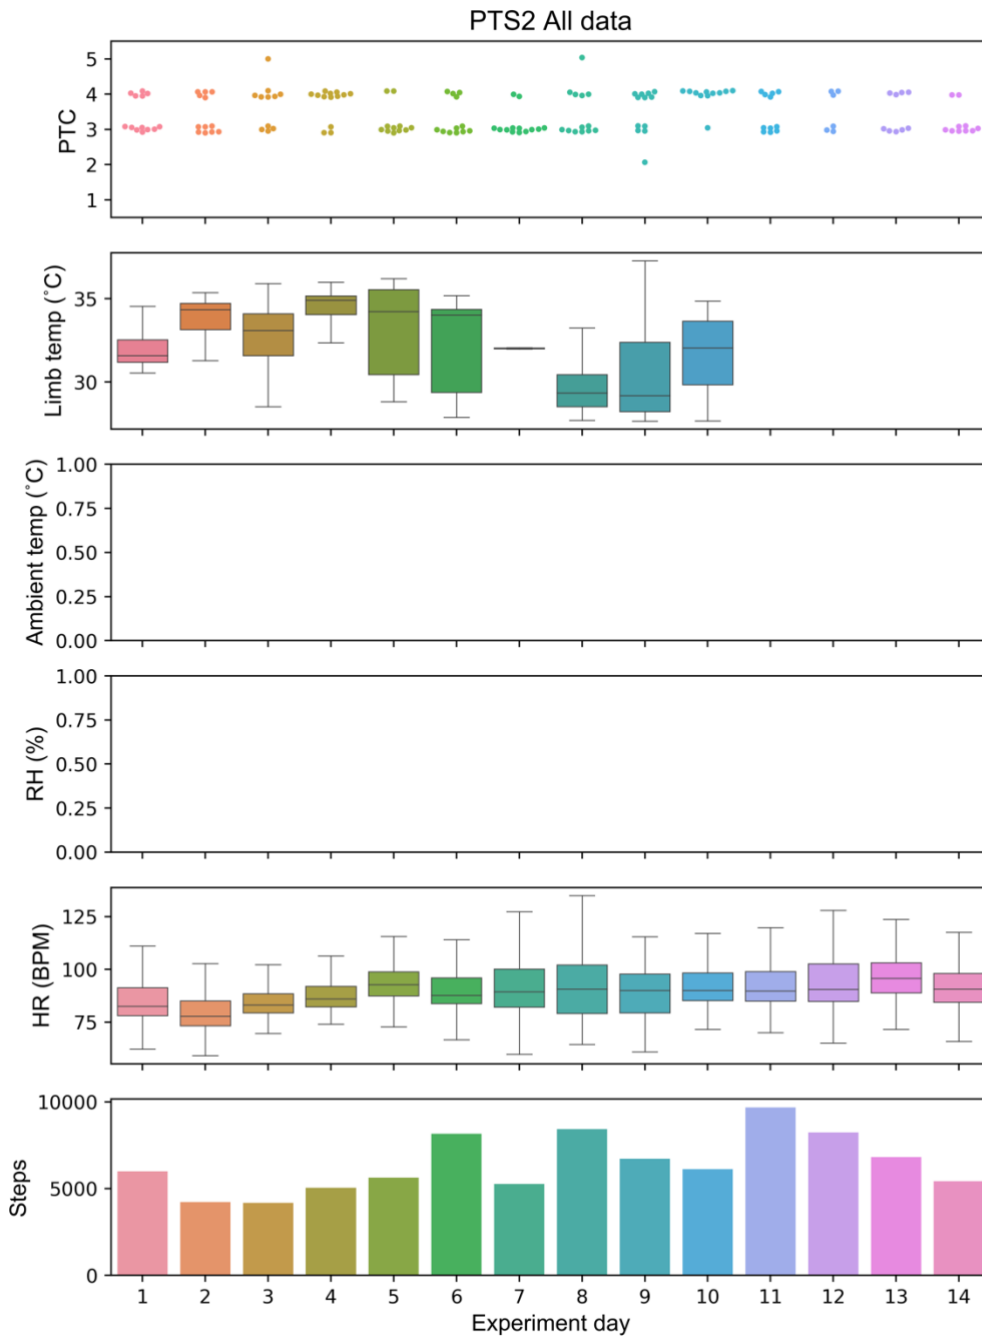 PTS2 All data
5
4
3
2
1
PTC
35
30
Limb temp (˚C)
1.00
0.75
0.50
0.25
0.00
Ambient temp (˚C)
1.00
0.75
0.50
0.25
0.00
RH (%)
125
100
75
HR (BPM)
10000
5000
0
Steps
1 2 3 4 5 6 7 8 9 10 11 12 13 14
Experiment day